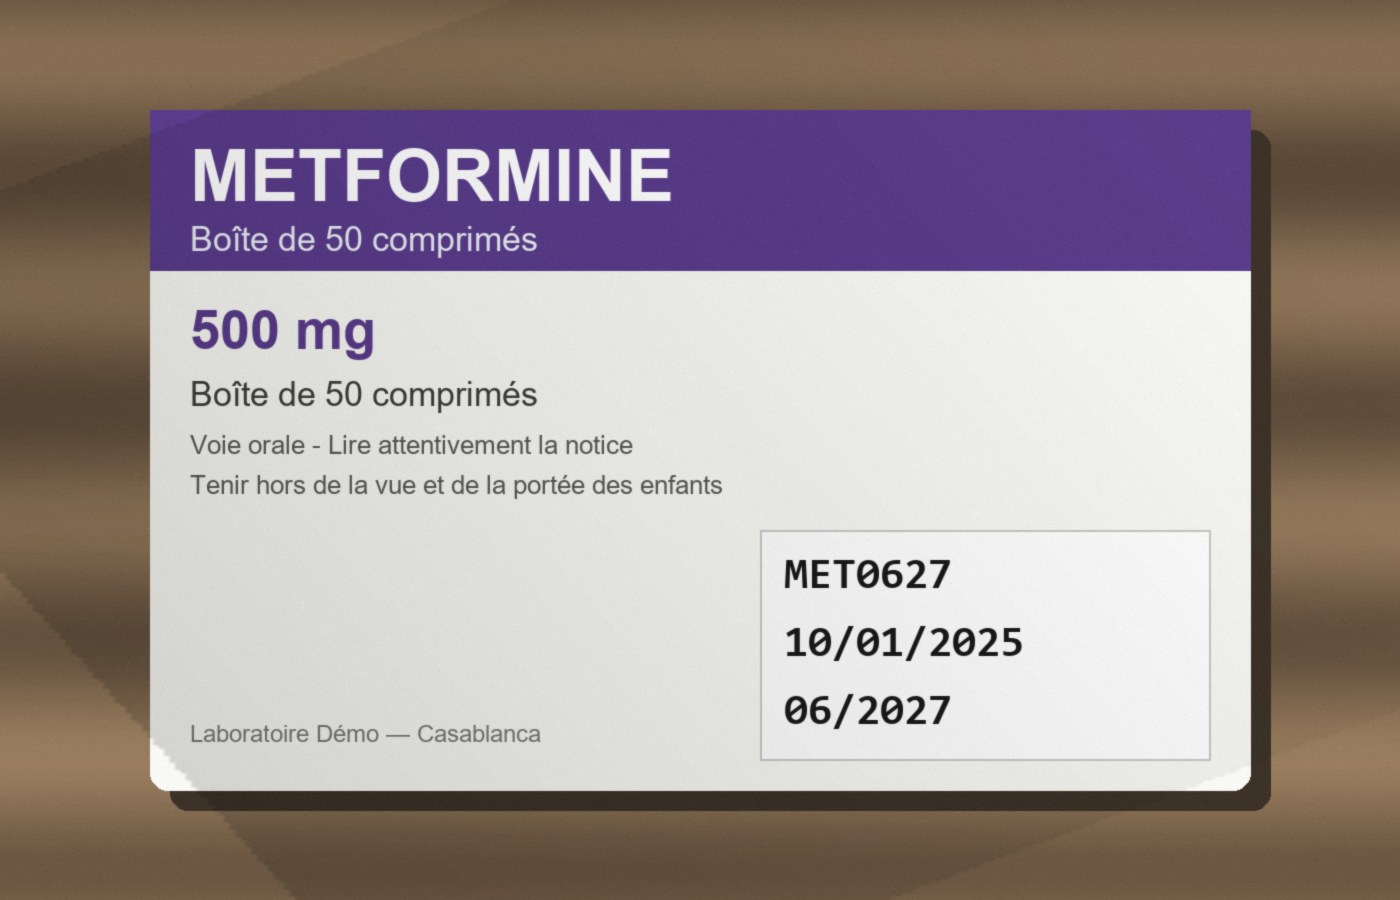 METFORMINE
Boîte de 50 comprimés
500 mg
Boîte de 50 comprimés
Voie orale - Lire attentivement la notice
Tenir hors de la vue et de la portée des enfants
MET0627
10/01/2025
06/2027
Laboratoire Démo — Casablanca